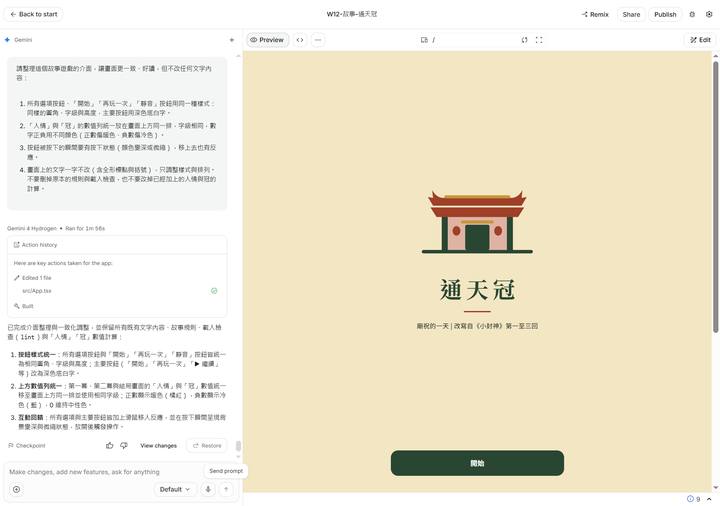 ← Back to start
W12-故事-通天冠
Remix
Share
Publish
Gemini
Preview
/
Edit
調整理這個故事遊戲的介面，讓畫面更一致、好讀，但不改任何文字內
容：
1. 所有選項按鈕、「開始」「再玩一次」「靜音」按鈕用同一種樣式：
同樣的圓角、字級與高度，主要按鈕用深色底白字。
2. 「人情」與「冠」的數值列統一放在畫面上方同一排，字級相同，數
字正負用不同顏色（正數偏暖色、負數偏冷色）。
3. 按鈕被按下的瞬間要有按下狀態（顏色變深或微縮），移上去也有反
應。
4. 畫面上的文字一字不改（含全形標點與括號），只調整樣式與排列。
不要刪掉原本的規則與載入檢查，也不要改掉已經加上的人情與冠的
計算。
Gemini 4 Hydrogen • Ran for 1m 56s
Action history
Here are key actions taken for the app:
Edited 1 file
src/App.tsx
Built
已完成介面整理與一致化調整，並保留所有既有文字內容、故事規則、載入檢
查（lint）與「人情」「冠」數值計算：
1. 按鈕樣式統一：所有選項按鈕與「開始」「再玩一次」「靜音」按鈕皆統一
為相同圓角、字級與高度；主要按鈕（「開始」「再玩一次」「▶ 繼續」
等）改為深色底白字。
2. 上方數值列統一：第一幕、第二幕與結局畫面的「人情」與「冠」數值統一
移至畫面上方同一排並使用相同字級；正數顯示暖色（橘紅），負數顯示冷
色（藍），0 維持中性色。
3. 互動回饋：所有選項與主要按鈕皆加上滑鼠移入反應，並在按下瞬間呈現背
景變深與微縮狀態，放開後觸發操作。
Checkpoint
View changes
Restore
Make changes, add new features, ask for anything
Send prompt
Default
通天冠
廟祝的一天 | 改寫自《小封神》第一至三回
開始
9